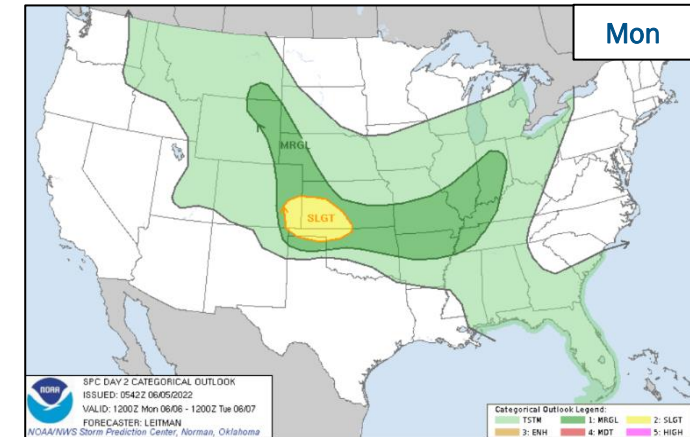 Mon
MRGL
SLGT
NOAA
SPC DAY 2 CATEGORICAL OUTLOOK
ISSUED: 0542Z 06/05/2022
VALID: 1200Z Mon 06/06 - 1200Z Tue 06/07
FORECASTER: LEITMAN
NOAA/NWS Storm Prediction Center, Norman, Oklahoma
Categorical Outlook Legend:
TSTM 1: MRGL 2: SLGT
3: ENH 4: MDT 5: HIGH